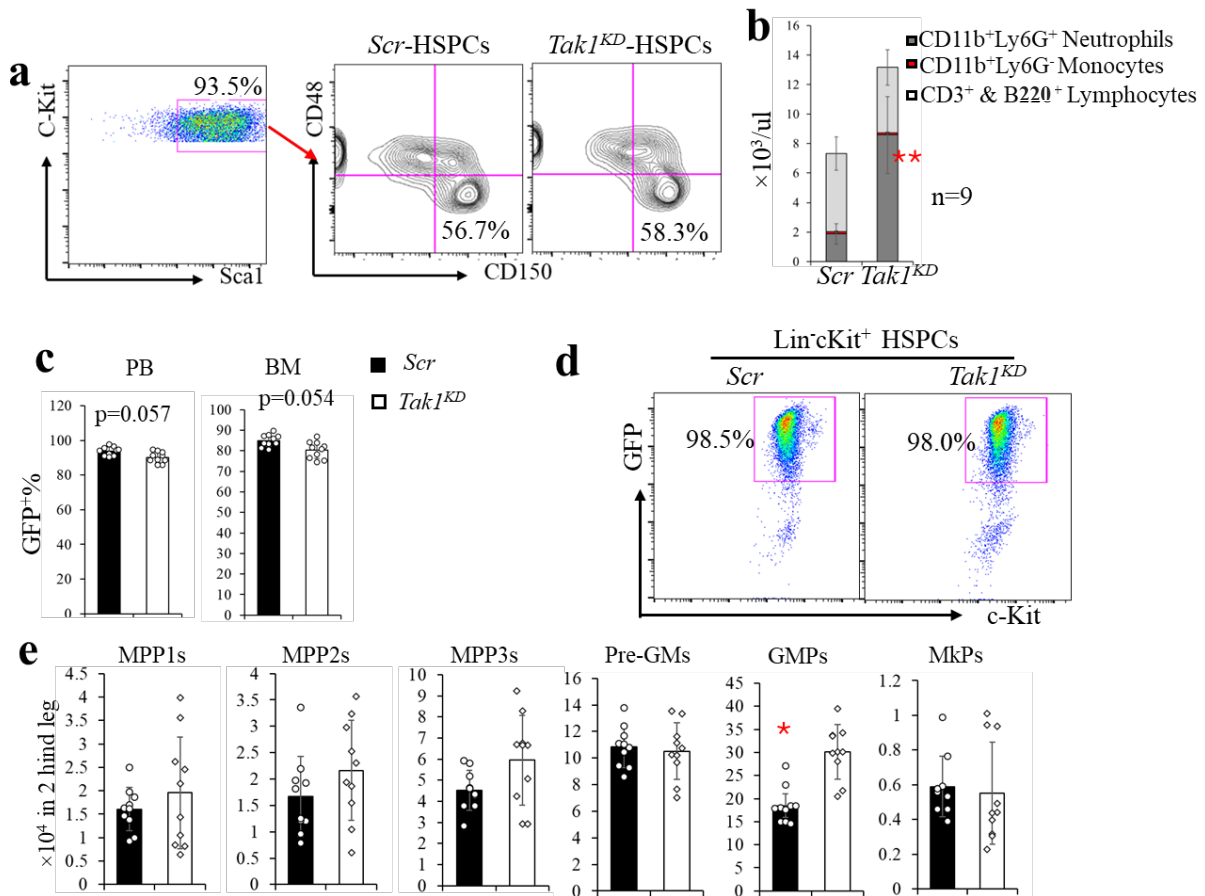 a
Scr-HSPCs
Tak1ᴷᴰ-HSPCs
C-Kit
93.5%
Sca1
CD48
56.7%
58.3%
CD150
b
×10³/ul
16
14
12
10
8
6
4
2
0
**
n=9
Scr Tak1ᴷᴰ
CD11b⁺Ly6G⁺ Neutrophils
CD11b⁺Ly6G⁻ Monocytes
CD3⁺ & B220⁺ Lymphocytes
c
PB
BM
Scr
Tak1ᴷᴰ
GFP⁺%
p=0.057
120
100
80
60
40
20
0
p=0.054
100
90
80
70
60
50
40
30
20
10
0
d
Lin⁻cKit⁺ HSPCs
Scr
Tak1ᴷᴰ
GFP
98.5%
98.0%
c-Kit
e
×10⁴ in 2 hind leg
MPP1s
4.5
4
3.5
3
2.5
2
1.5
1
0.5
0
MPP2s
4
3.5
3
2.5
2
1.5
1
0.5
0
MPP3s
10
9
8
7
6
5
4
3
2
1
0
Pre-GMs
16
14
12
10
8
6
4
2
0
GMPs
45
40
35
30
25
20
15
10
5
0
*
MkPs
1.2
1
0.8
0.6
0.4
0.2
0